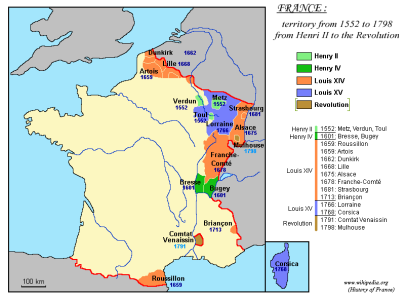 FRANCE :
territory from 1552 to 1798
from Henri II to the Revolution
Henry II
Henry IV
Louis XIV
Louis XIV
Revolution
Dunkirk 1662
Lille 1668
Artois
1659
Verdun
1552
Metz
1552
Toul
1552
Lorraine
1766
Strasbourg
1681
Alsace
1675
Mulhouse
1798
Franche-
Comté
1678
Bresse
1601
Bugey
1601
Briançon
1713
Comtat
Venaissin
1791
Roussillon
1659
Corsica
1768
100 km
Henry II 1552: Metz, Verdun, Toul
Henry IV 1601: Bresse, Bugey
1659: Roussillon
1659: Artois
1662: Dunkirk
1668: Lille
Louis XIV 1675: Alsace
1678: Franche-Comté
1681: Strasbourg
1713: Briançon
Louis XV 1766: Lorraine
1768: Corsica
Revolution 1791: Comtat Venaissin
1798: Mulhouse
www.wikipedia.org
(History of France)